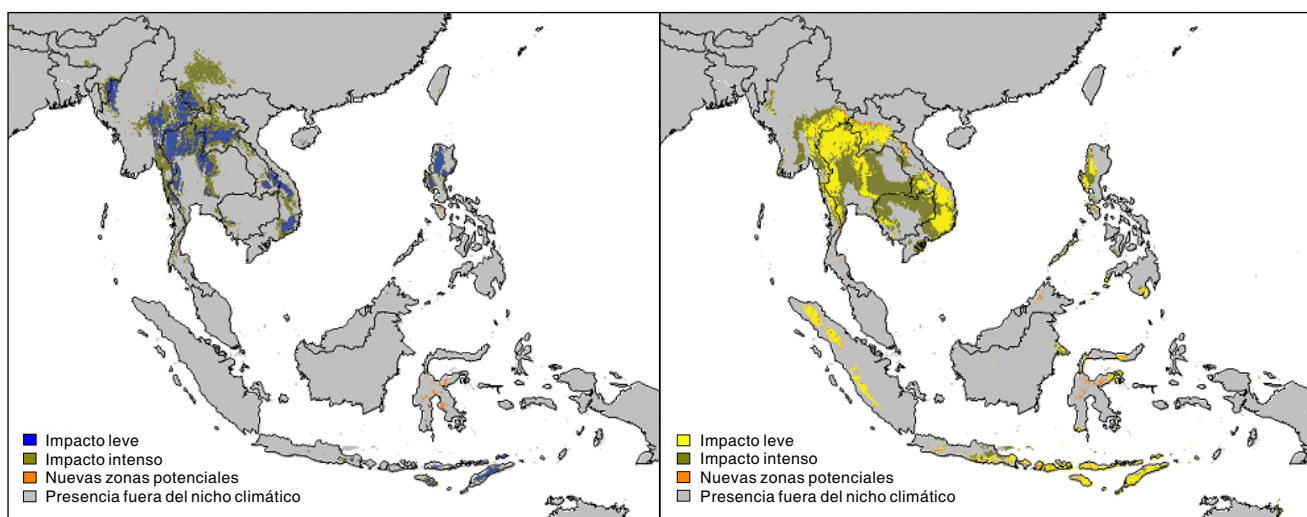 Impacto leve
Impacto intenso
Nuevas zonas potenciales
Presencia fuera del nicho climático
Impacto leve
Impacto intenso
Nuevas zonas potenciales
Presencia fuera del nicho climático